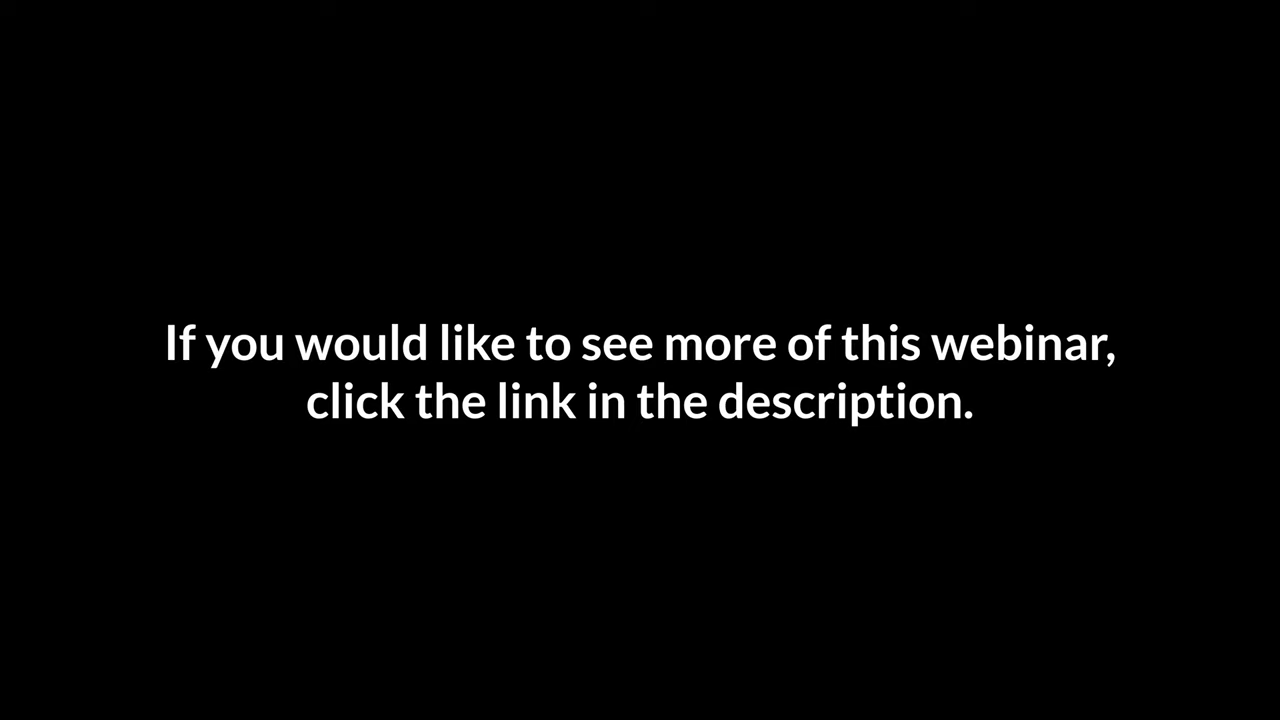 If you would like to see more of this webinar,
click the link in the description.